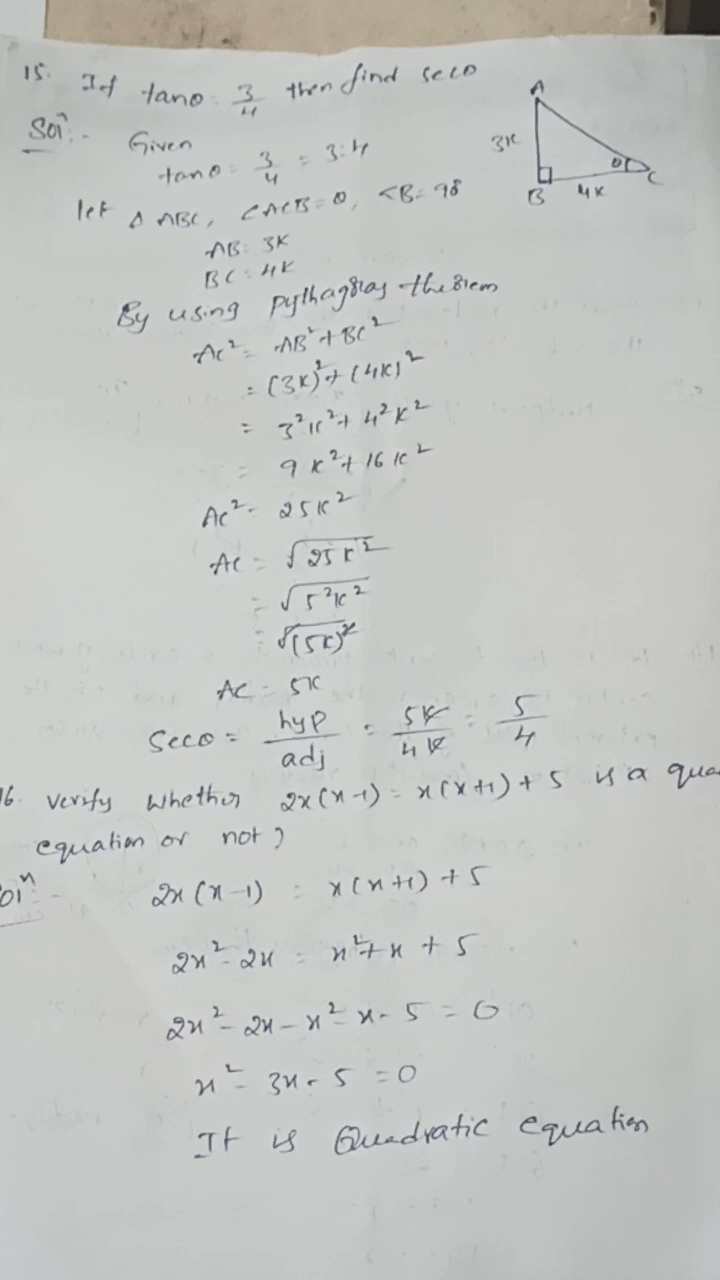 15. If tanθ = 3/4 then find secθ
Soln:- Given
tanθ = 3/4 = 3:4
let Δ ABC, ∠ACB = θ, ∠B = 90°
AB = 3K
BC = 4K
A
3K
B
4K
θ
C
By using pythagoras theorem
AC² = AB² + BC²
= (3K)² + (4K)²
= 3²K² + 4²K²
= 9K² + 16K²
AC² = 25K²
AC = √25K²
= √5²K²
= √(5K)²
AC = 5K
Secθ = hyp/adj = 5K/4K = 5/4
16. verify whether 2x(x-1) = x(x+1) + 5 is a qua
equation or not ?
oln :- 2x(x-1) = x(x+1) + 5
2x² - 2x = x² + x + 5
2x² - 2x - x² - x - 5 = 0
x² - 3x - 5 = 0
It is Quadratic equation